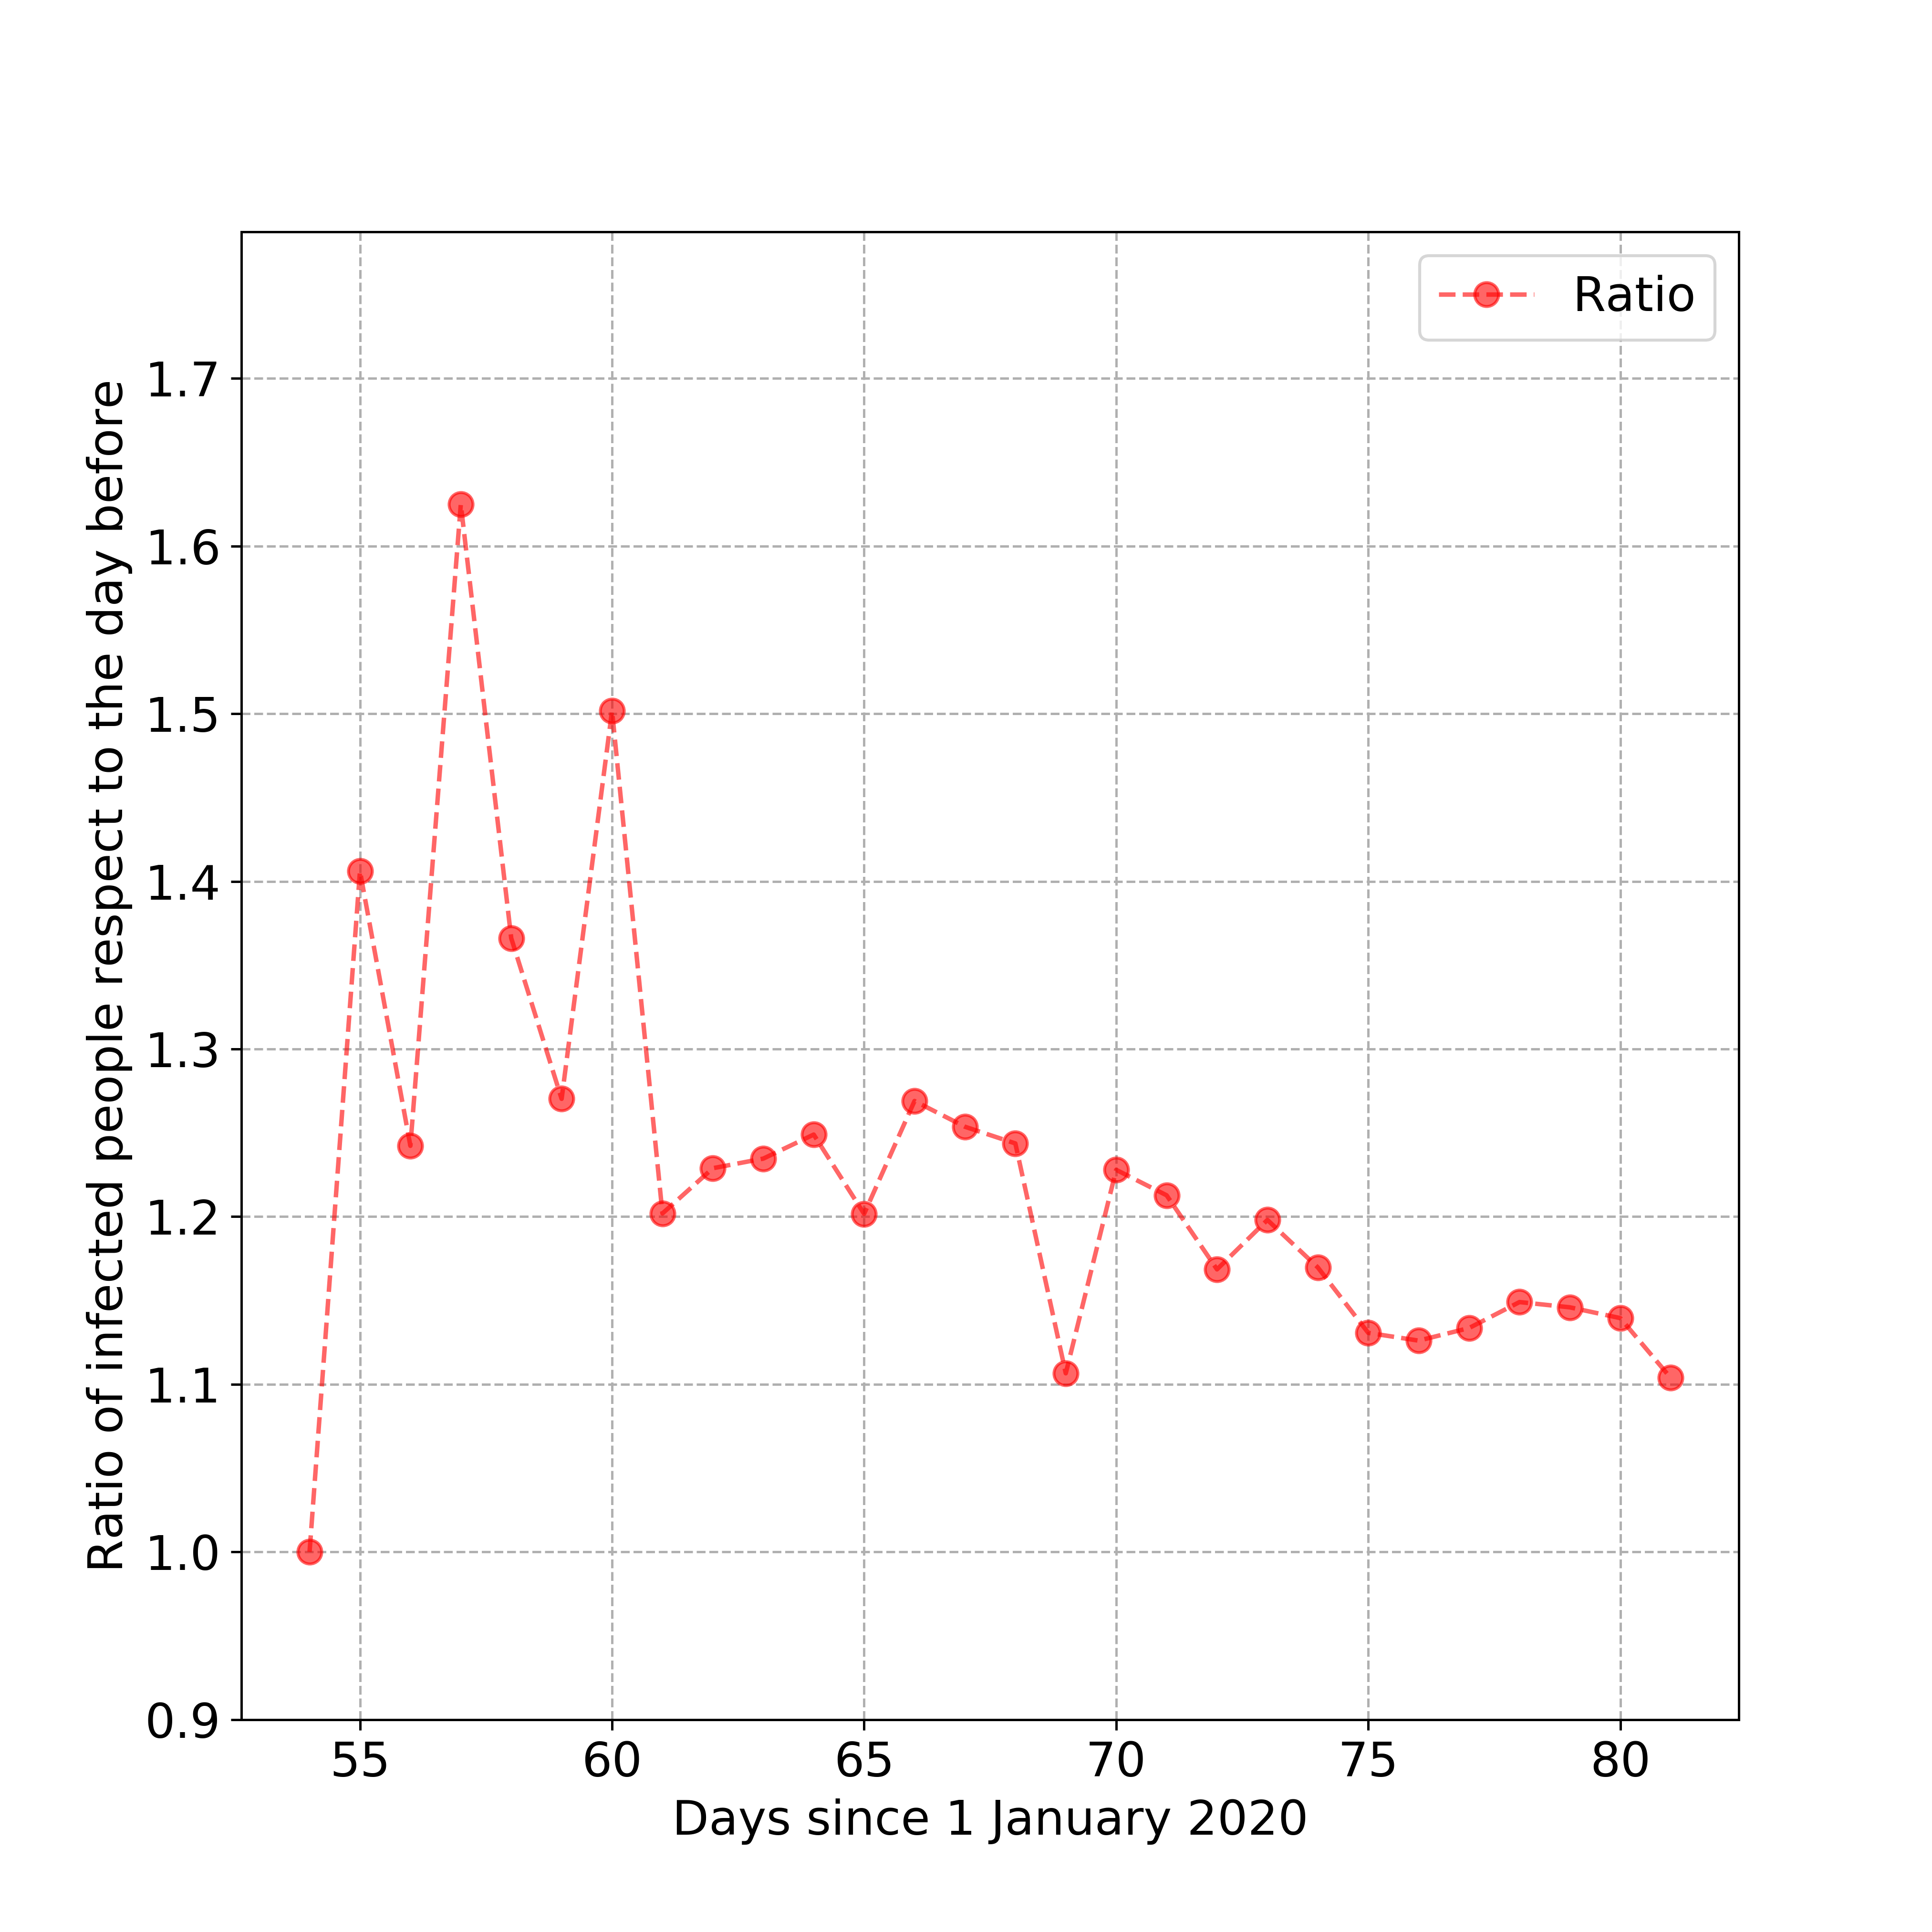 Ratio
Ratio of infected people respect to the day before
1.7
1.6
1.5
1.4
1.3
1.2
1.1
1.0
0.9
55 60 65 70 75 80
Days since 1 January 2020